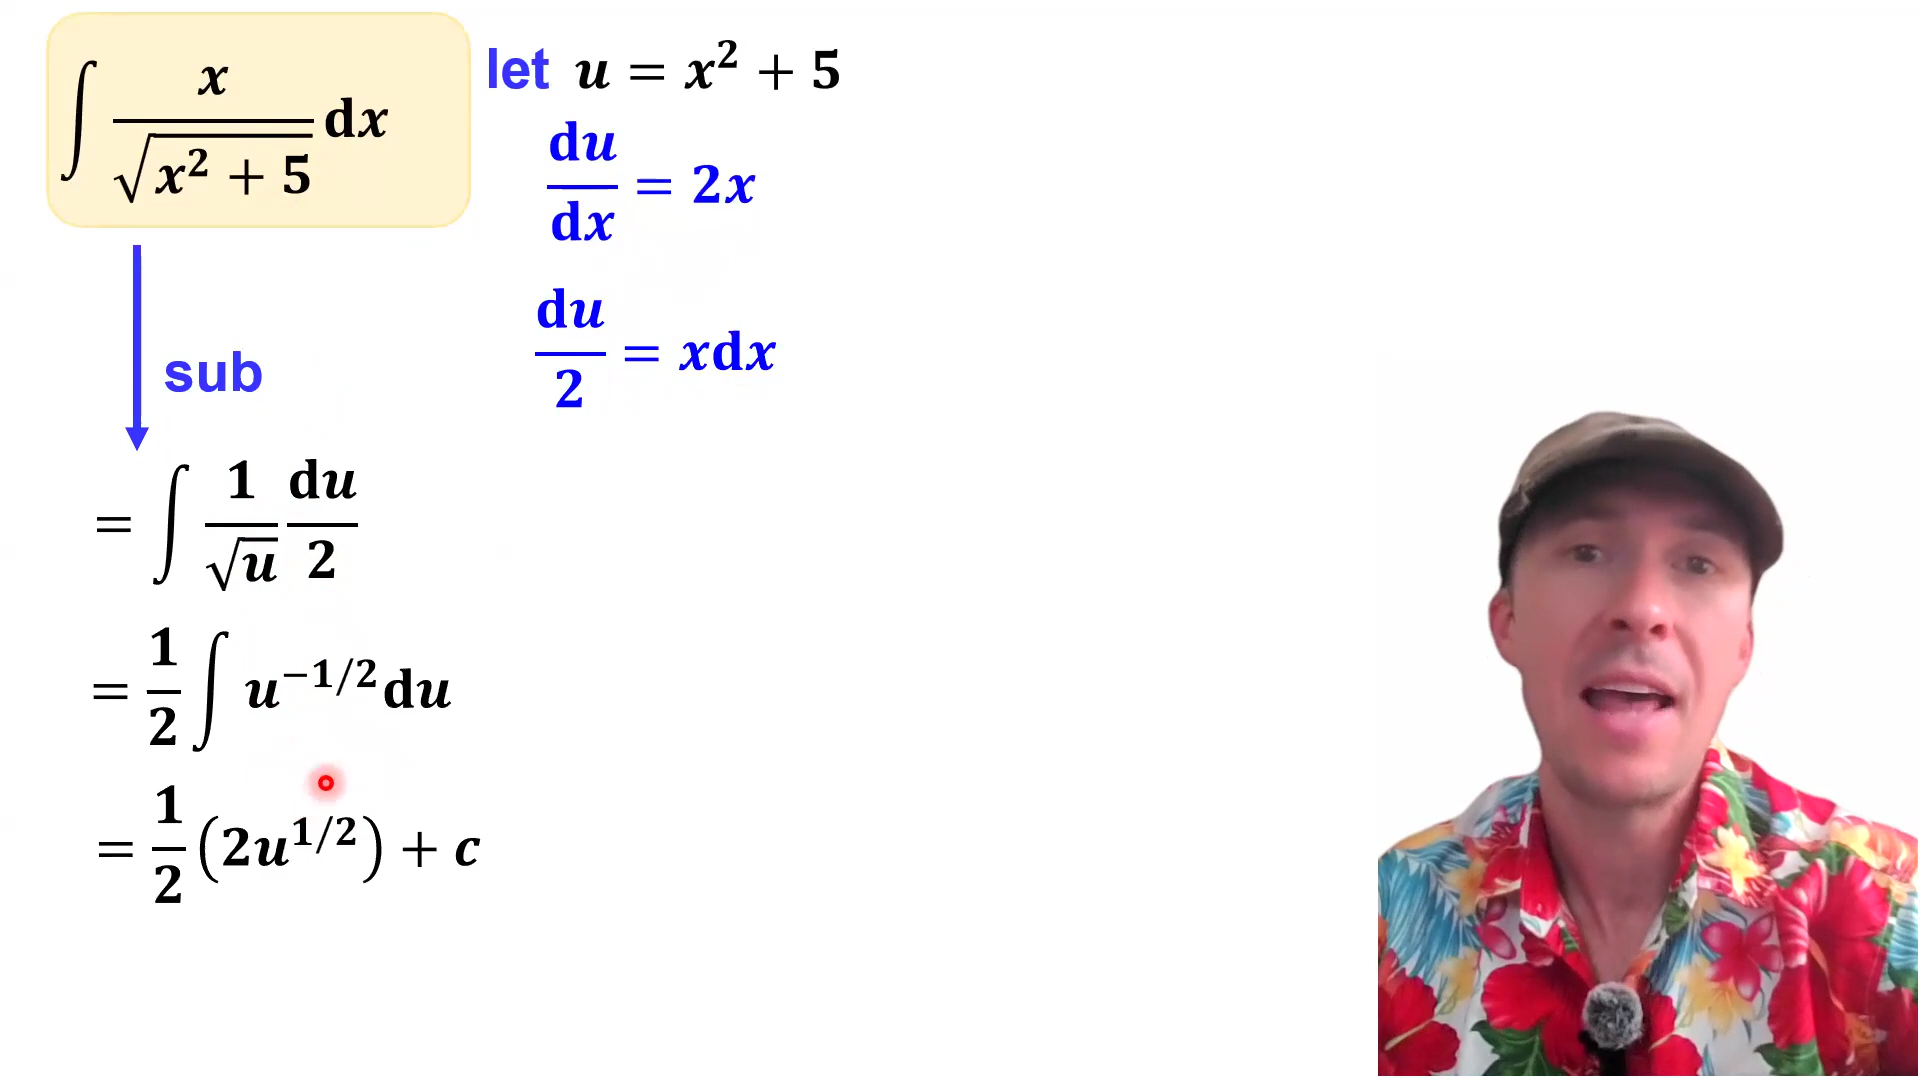 ∫ x/√(x² + 5) dx
let u = x² + 5
du/dx = 2x
du/2 = xdx
sub
= ∫ 1/√u du/2
= 1/2 ∫ u^(−1/2) du
= 1/2 (2u^(1/2)) + c